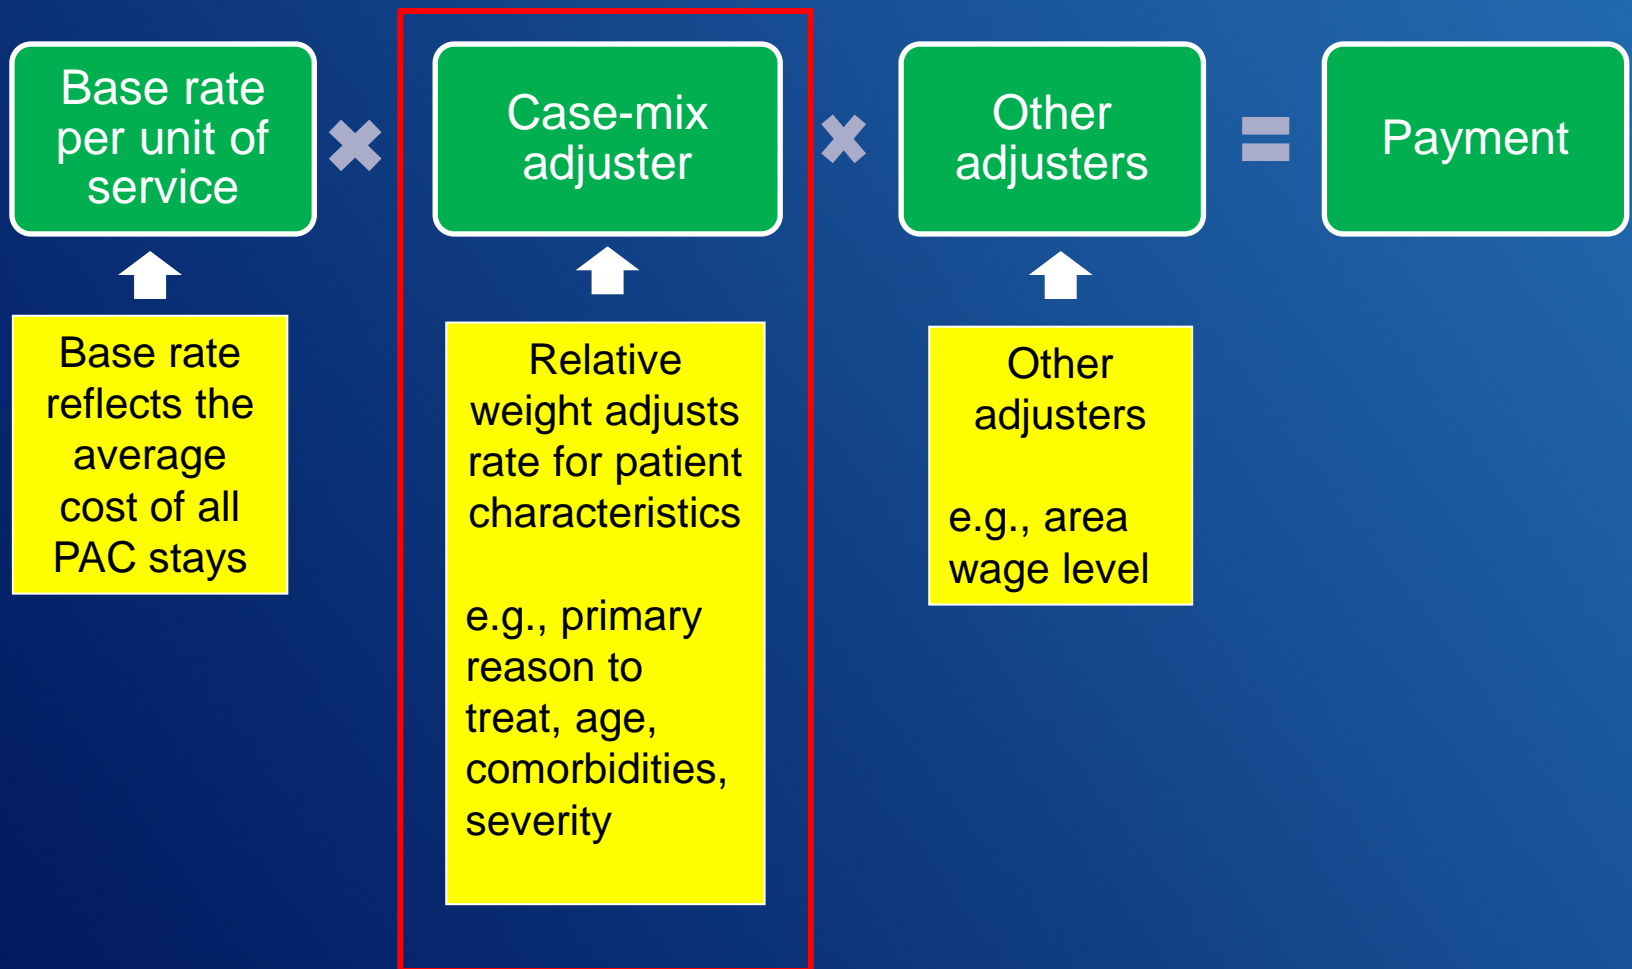 Base rate
per unit of
service
Case-mix
adjuster
Other
adjusters
Payment
Base rate
reflects the
average
cost of all
PAC stays
Relative
weight adjusts
rate for patient
characteristics
e.g., primary
reason to
treat, age,
comorbidities,
severity
Other
adjusters
e.g., area
wage level